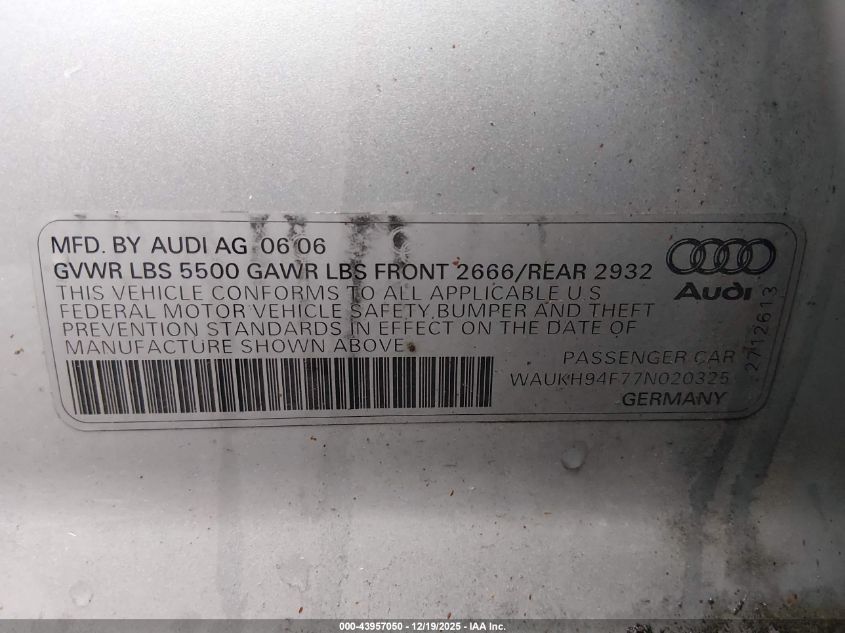 MFD. BY AUDI AG 06 06
GVWR LBS 5500 GAWR LBS FRONT 2666/REAR 2932
THIS VEHICLE CONFORMS TO ALL APPLICABLE U.S
FEDERAL MOTOR VEHICLE SAFETY, BUMPER AND THEFT
PREVENTION STANDARDS IN EFFECT ON THE DATE OF
MANUFACTURE SHOWN ABOVE
Audi
2712613
PASSENGER CAR
WAUKH94F77N020325
GERMANY
000-43957050 - 12/19/2025 - IAA Inc.